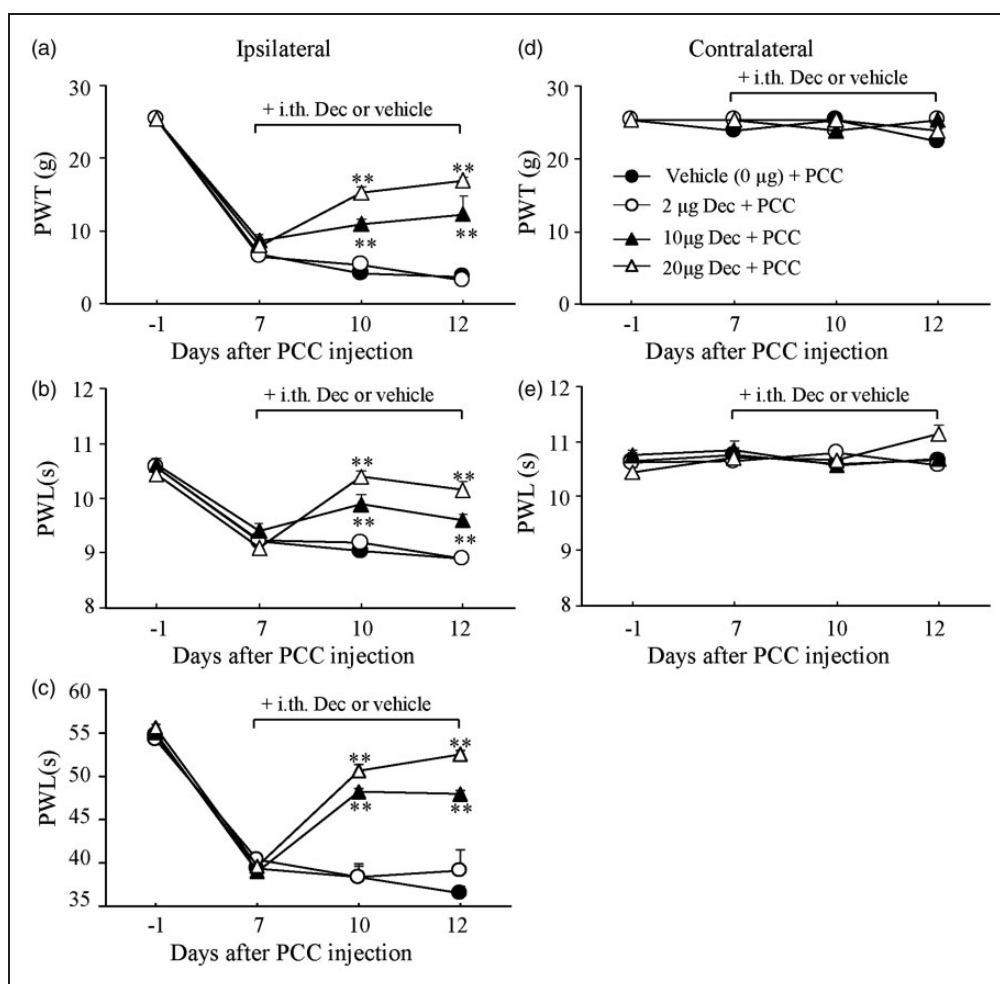 (a)
Ipsilateral
+ i.th. Dec or vehicle
30
20
10
0
PWT (g)
**
**
**
**
-1
7
10
12
Days after PCC injection
(d)
Contralateral
+ i.th. Dec or vehicle
30
20
10
0
PWT (g)
Vehicle (0 µg) + PCC
2 µg Dec + PCC
10µg Dec + PCC
20µg Dec + PCC
-1
7
10
12
Days after PCC injection
(b)
+ i.th. Dec or vehicle
12
11
10
9
8
PWL(s)
**
**
**
**
-1
7
10
12
Days after PCC injection
(e)
+ i.th. Dec or vehicle
12
11
10
9
8
PWL (s)
-1
7
10
12
Days after PCC injection
(c)
+ i.th. Dec or vehicle
60
55
50
45
40
35
PWL(s)
**
**
**
**
-1
7
10
12
Days after PCC injection